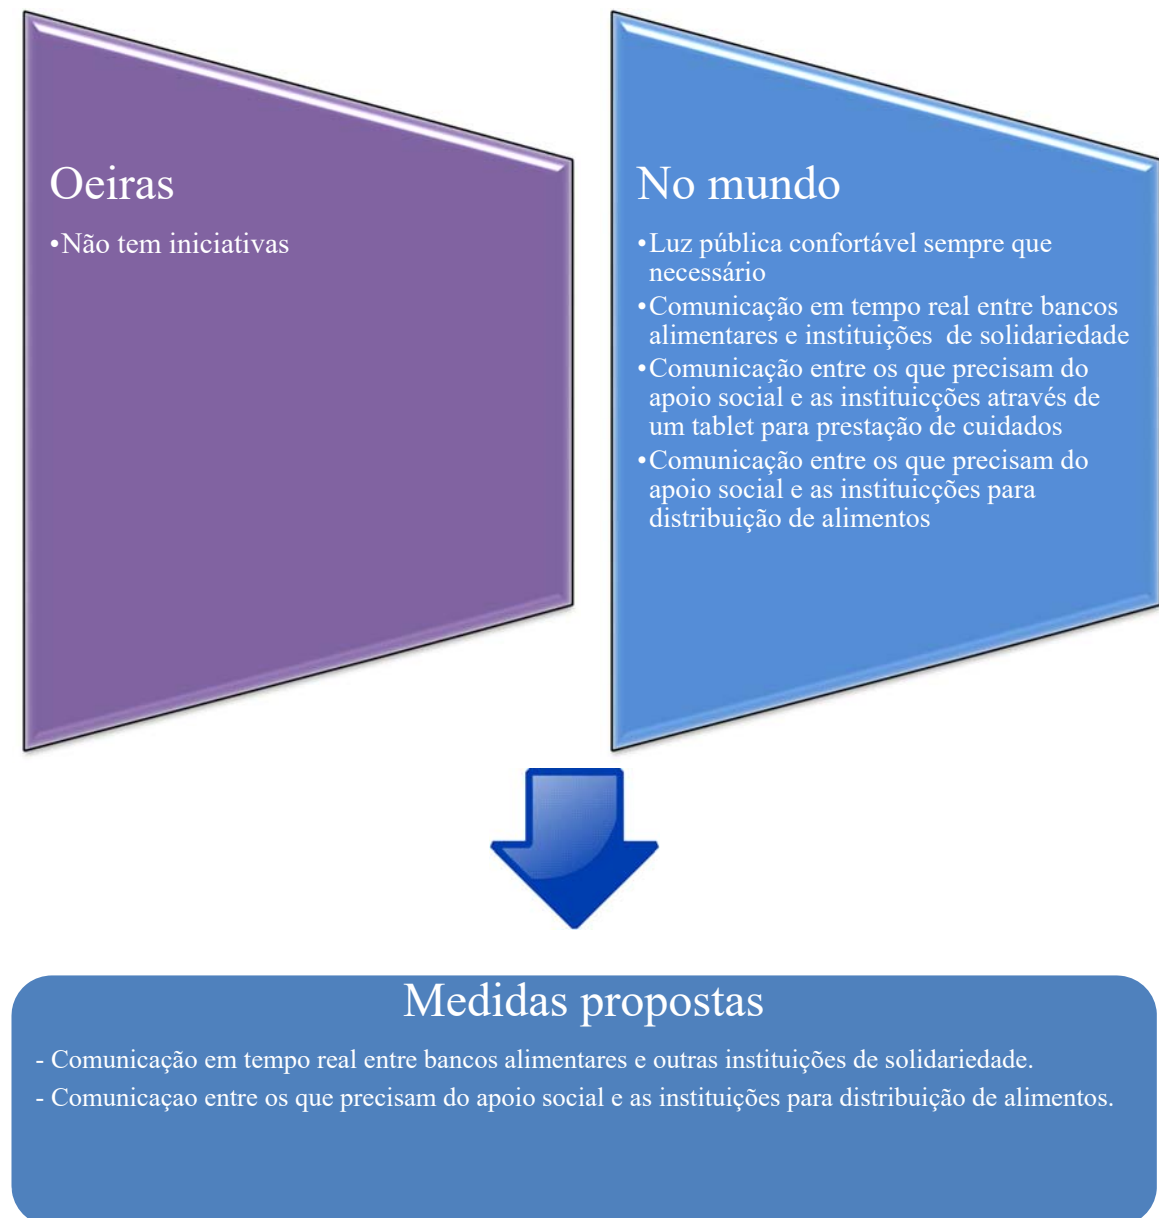 Oeiras
•Não tem iniciativas
No mundo
•Luz pública confortável sempre que
necessário
•Comunicação em tempo real entre bancos
alimentares e instituições de solidariedade
•Comunicação entre os que precisam do
apoio social e as instituicções através de
um tablet para prestação de cuidados
•Comunicação entre os que precisam do
apoio social e as instituicções para
distribuição de alimentos
Medidas propostas
- Comunicação em tempo real entre bancos alimentares e outras instituições de solidariedade.
- Comunicaçao entre os que precisam do apoio social e as instituições para distribuição de alimentos.